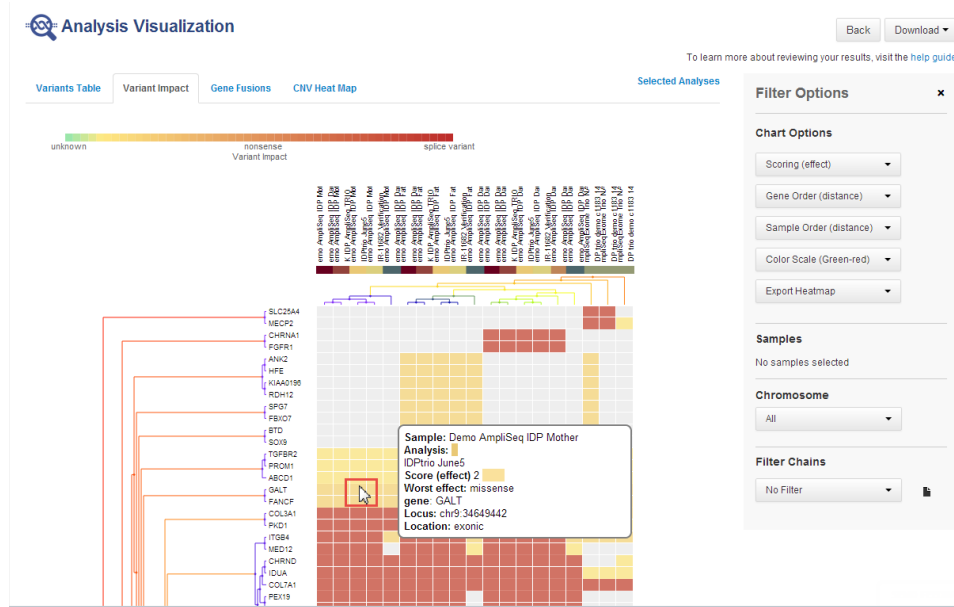 Analysis Visualization
Back
Download
To learn more about reviewing your results, visit the help guide
Variants Table
Variant Impact
Gene Fusions
CNV Heat Map
Selected Analyses
unknown
nonsense
splice variant
Variant Impact
SLC25A4
MECP2
CHRNA1
FGFR1
ANK2
HFE
KIAA0196
RDH12
SPG7
FBXO7
BTD
SOX9
TGFBR2
PROM1
ABCD1
GALT
FANCF
COL3A1
PKD1
ITGB4
MED12
CHRND
IDUA
COL7A1
PEX19
Sample: Demo AmpliSeq IDP Mother
Analysis:
IDPtrio June5
Score (effect) 2
Worst effect: missense
gene: GALT
Locus: chr9:34649442
Location: exonic
Filter Options
×
Chart Options
Scoring (effect)
Gene Order (distance)
Sample Order (distance)
Color Scale (Green-red)
Export Heatmap
Samples
No samples selected
Chromosome
All
Filter Chains
No Filter